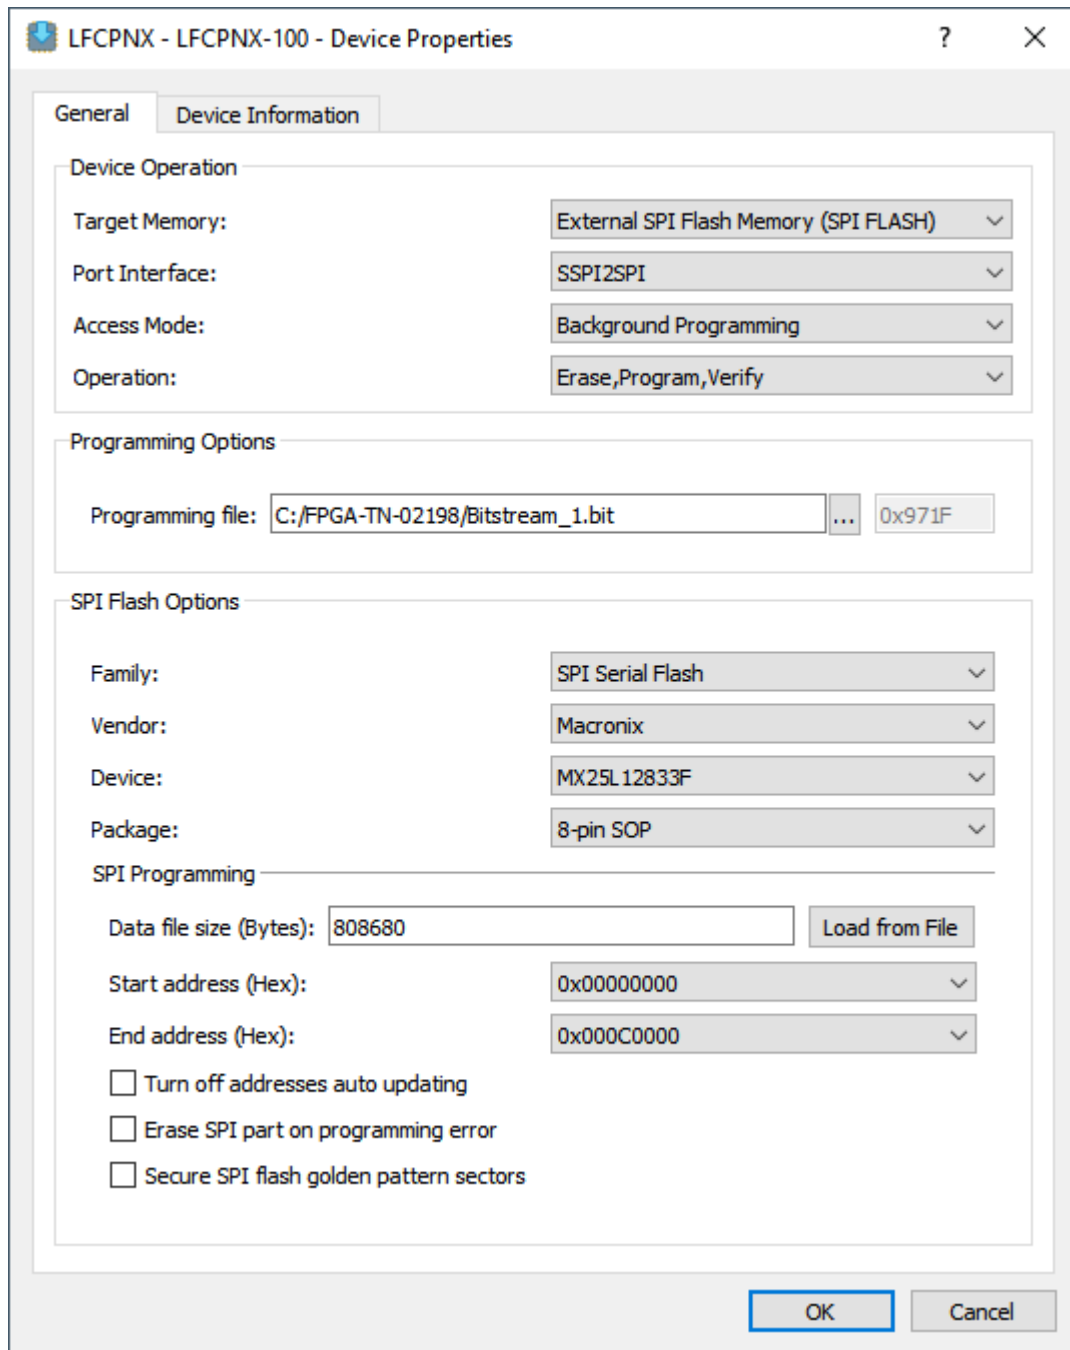 LFCPNX - LFCPNX-100 - Device Properties ?
General Device Information
Device Operation
Target Memory: External SPI Flash Memory (SPI FLASH)
Port Interface: SSPI2SPI
Access Mode: Background Programming
Operation: Erase,Program,Verify
Programming Options
Programming file: C:/FPGA-TN-02198/Bitstream_1.bit ... 0x971F
SPI Flash Options
Family: SPI Serial Flash
Vendor: Macronix
Device: MX25L12833F
Package: 8-pin SOP
SPI Programming
Data file size (Bytes): 808680 Load from File
Start address (Hex): 0x00000000
End address (Hex): 0x000C0000
Turn off addresses auto updating
Erase SPI part on programming error
Secure SPI flash golden pattern sectors
OK Cancel